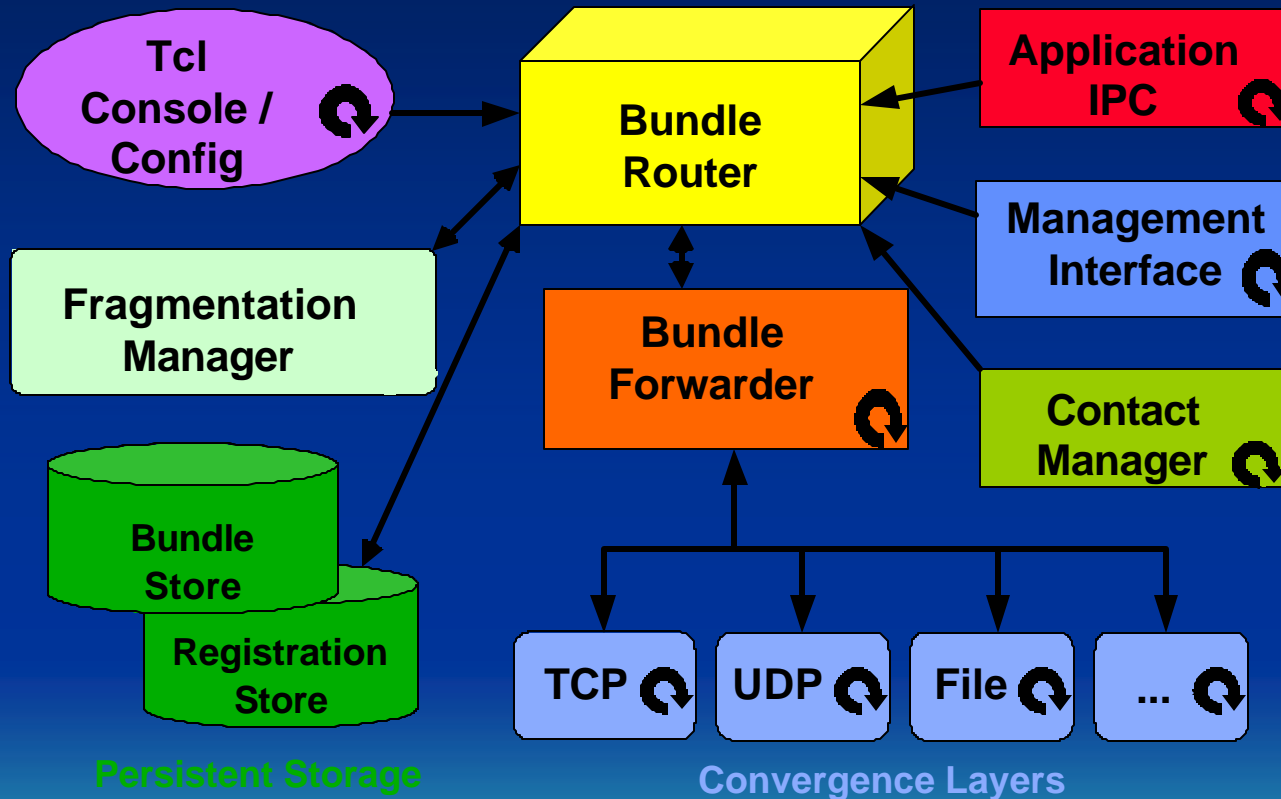 Tcl
Console /
Config
Bundle
Router
Application
IPC
Management
Interface
Fragmentation
Manager
Bundle
Forwarder
Contact
Manager
Bundle
Store
Registration
Store
TCP
UDP
File
...
Persistent Storage
Convergence Layers